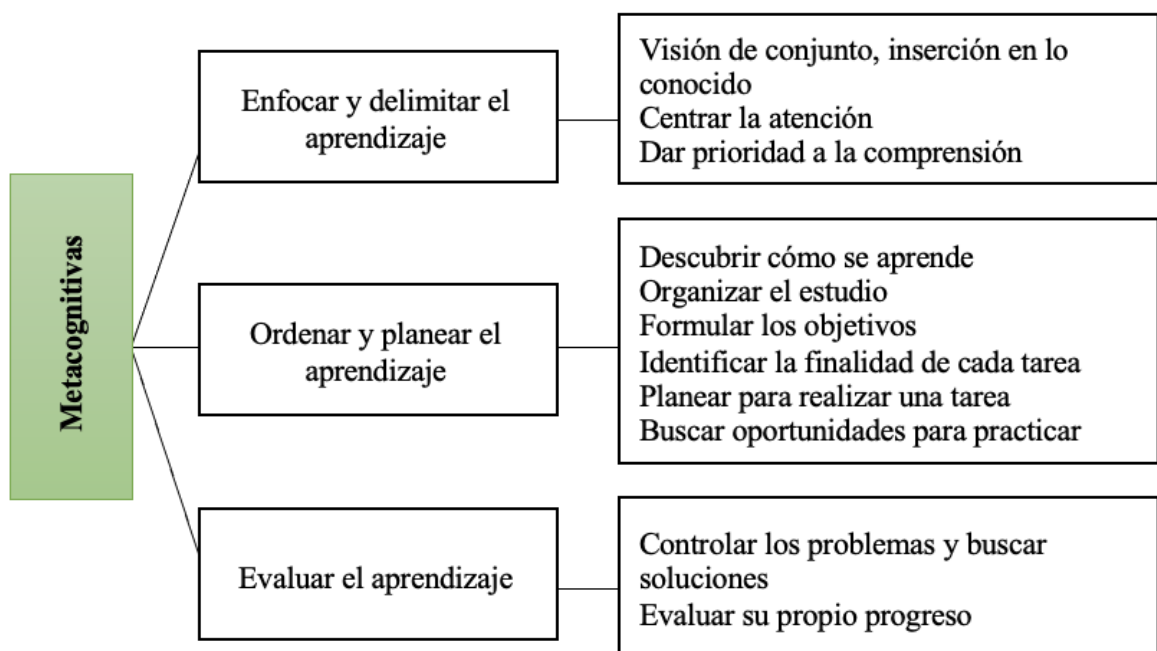 Metacognitivas
Enfocar y delimitar el
aprendizaje
Visión de conjunto, inserción en lo
conocido
Centrar la atención
Dar prioridad a la comprensión
Ordenar y planear el
aprendizaje
Descubrir cómo se aprende
Organizar el estudio
Formular los objetivos
Identificar la finalidad de cada tarea
Planear para realizar una tarea
Buscar oportunidades para practicar
Evaluar el aprendizaje
Controlar los problemas y buscar
soluciones
Evaluar su propio progreso